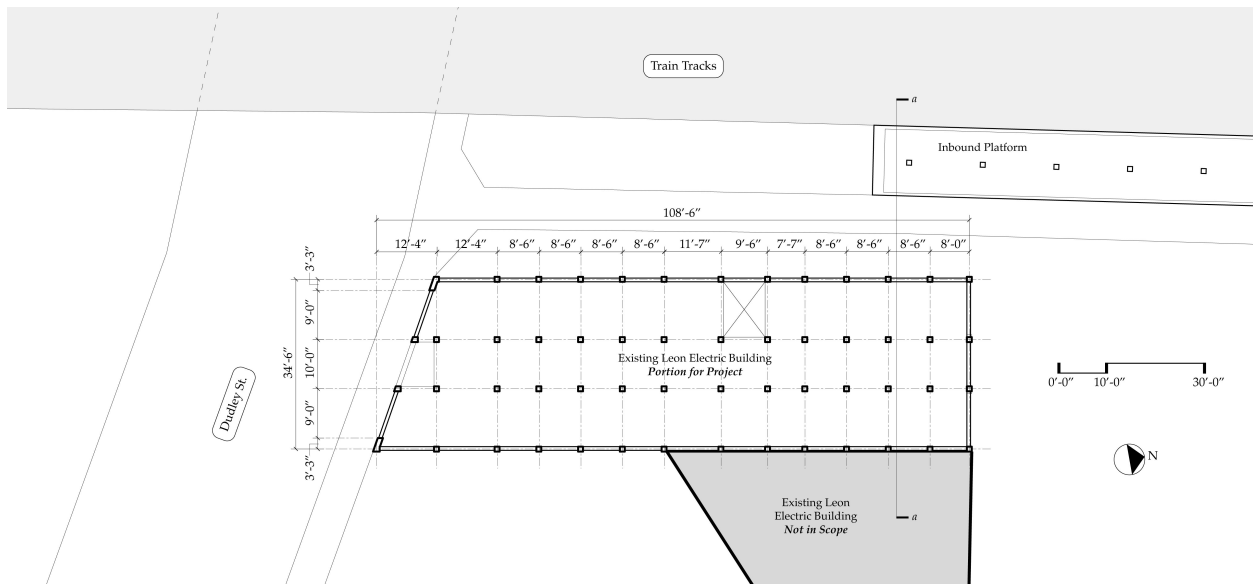 Train Tracks
a
Inbound Platform
108'-6"
12'-4" 12'-4" 8'-6" 8'-6" 8'-6" 8'-6" 11'-7" 9'-6" 7'-7" 8'-6" 8'-6" 8'-6" 8'-0"
3'-3"
9'-0"
34'-6"
10'-0"
9'-0"
3'-3"
Existing Leon Electric Building
Portion for Project
Dudley St.
0'-0" 10'-0" 30'-0"
N
Existing Leon
Electric Building
Not in Scope
a